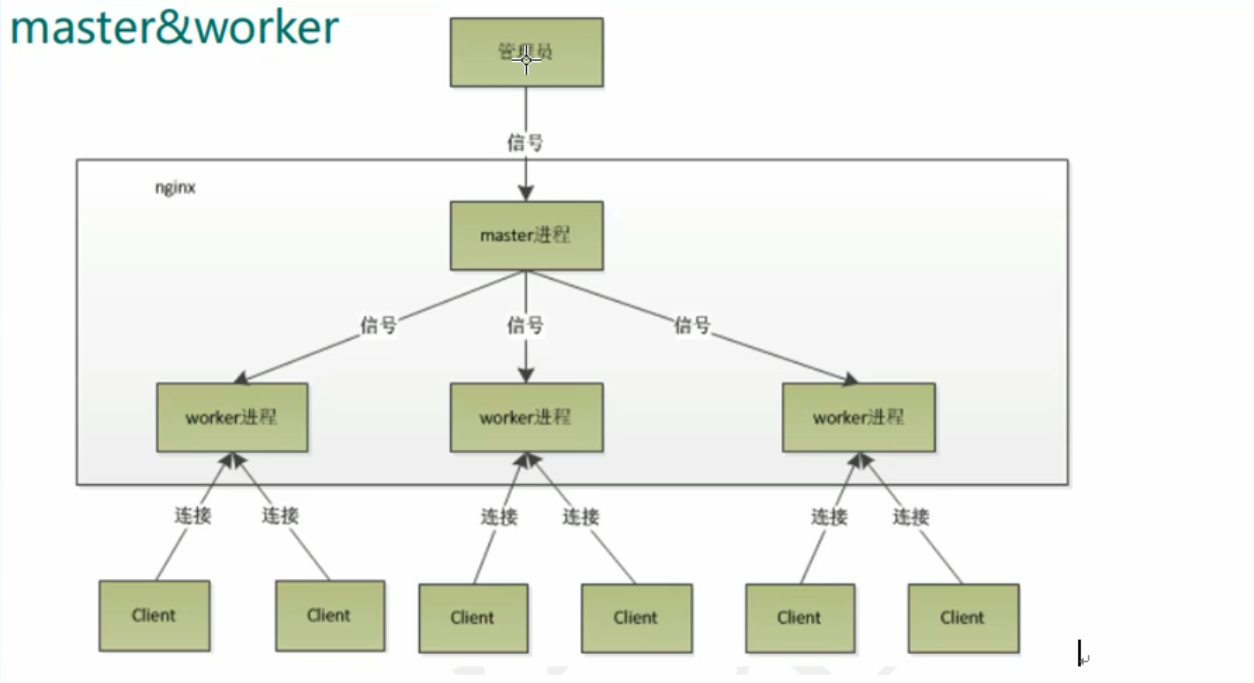 master&worker
管理员
信号
nginx
master进程
信号 信号 信号
worker进程 worker进程 worker进程
连接 连接 连接 连接 连接 连接
Client Client Client Client Client Client